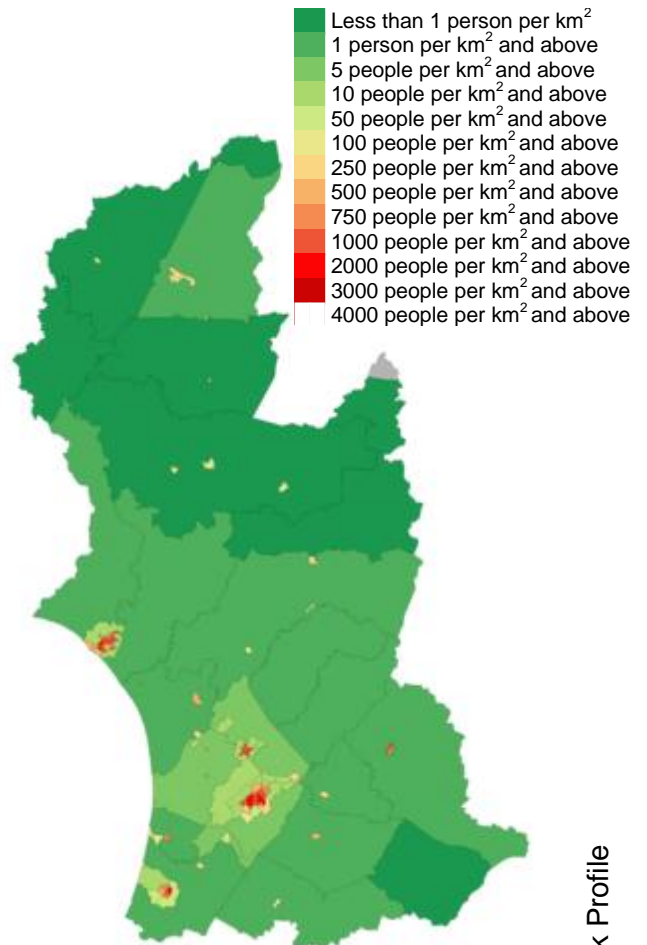 Less than 1 person per km²
1 person per km² and above
5 people per km² and above
10 people per km² and above
50 people per km² and above
100 people per km² and above
250 people per km² and above
500 people per km² and above
750 people per km² and above
1000 people per km² and above
2000 people per km² and above
3000 people per km² and above
4000 people per km² and above
k Profile